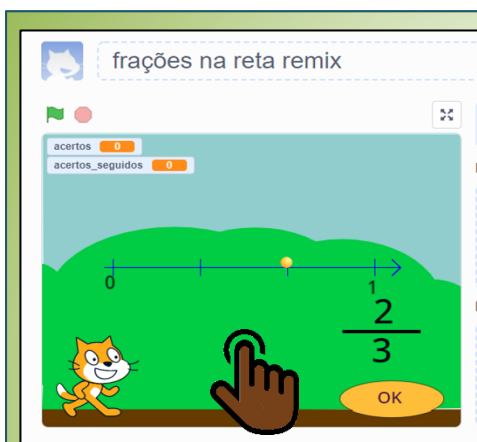 frações na reta remix
acertos 0
acertos_seguidos 0
0
1
2
3
OK